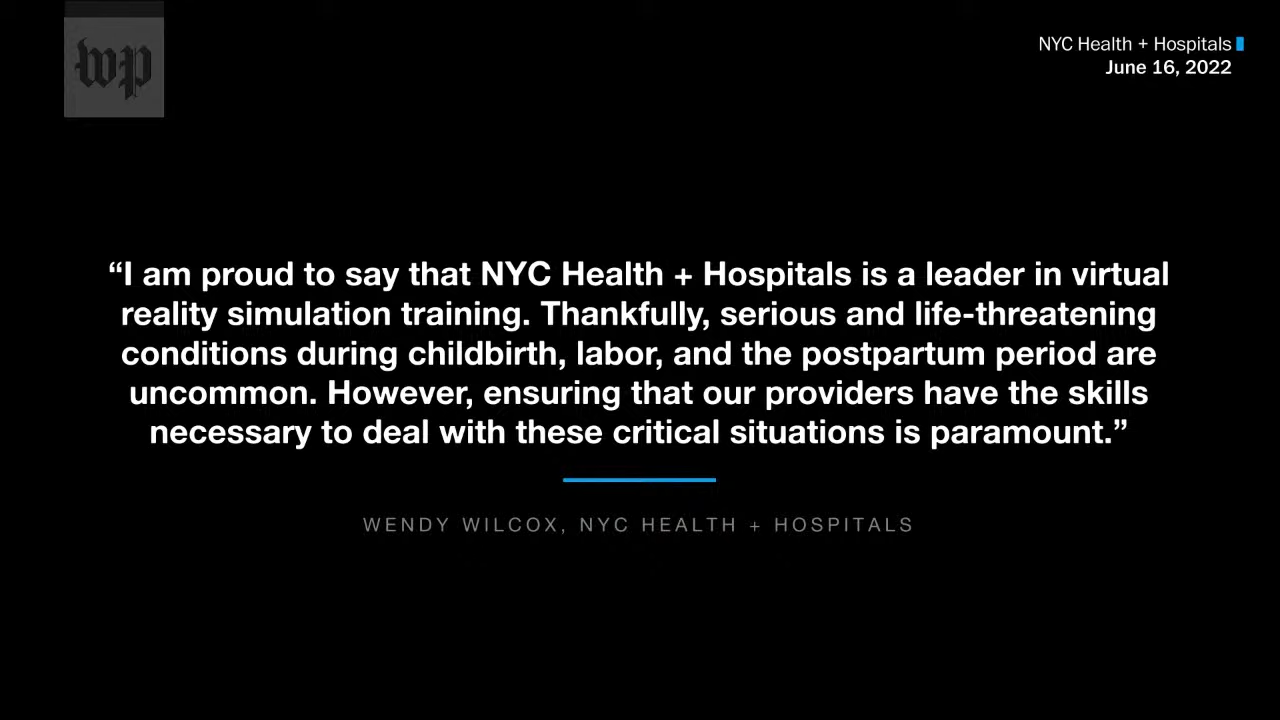 wp
NYC Health + Hospitals
June 16, 2022
“I am proud to say that NYC Health + Hospitals is a leader in virtual
reality simulation training. Thankfully, serious and life-threatening
conditions during childbirth, labor, and the postpartum period are
uncommon. However, ensuring that our providers have the skills
necessary to deal with these critical situations is paramount.”
WENDY WILCOX, NYC HEALTH + HOSPITALS